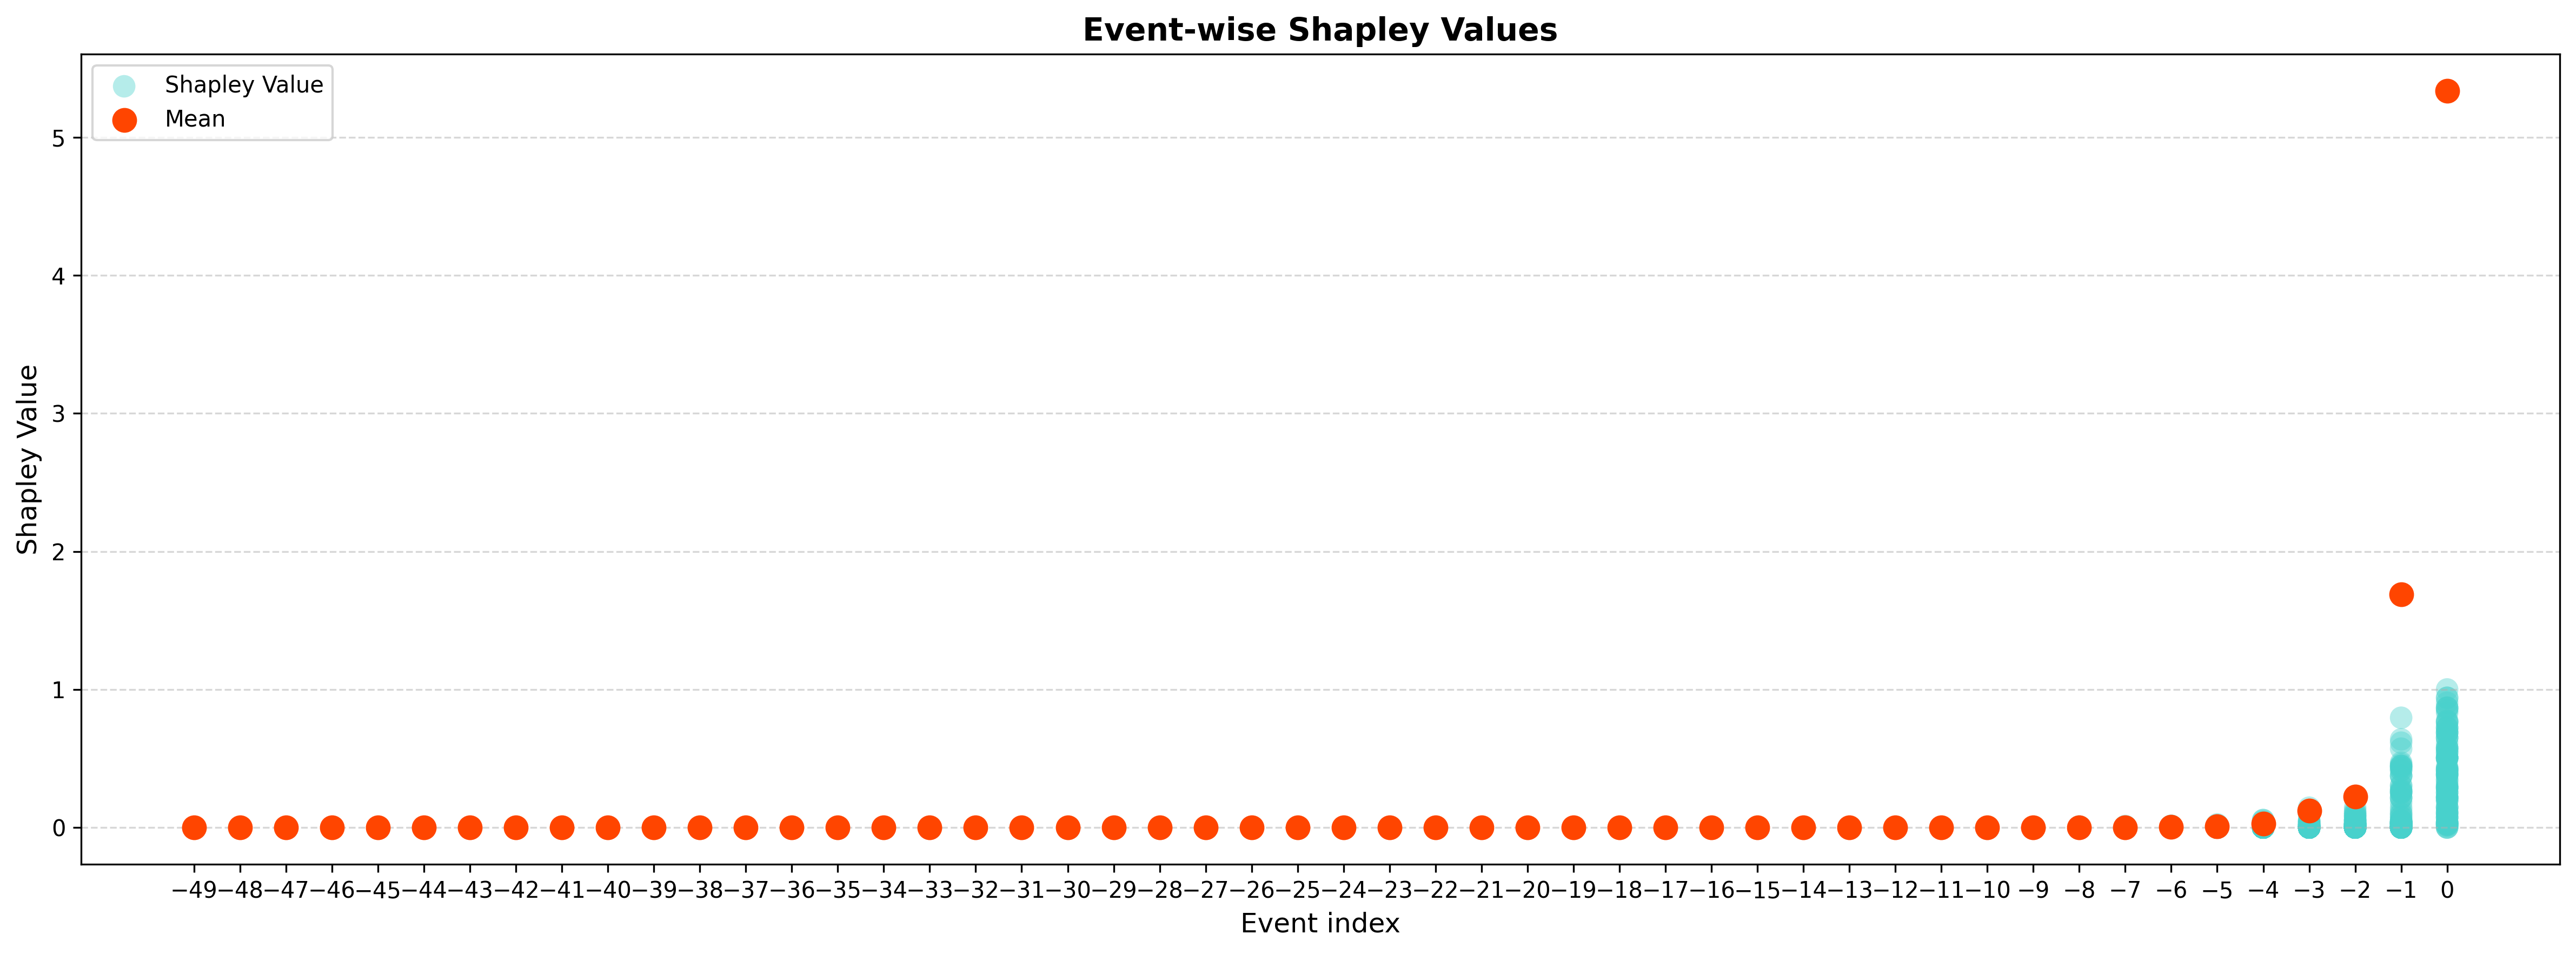 Event-wise Shapley Values
Shapley Value
Mean
5
4
3
2
1
0
Shapley Value
−49 −48 −47 −46 −45 −44 −43 −42 −41 −40 −39 −38 −37 −36 −35 −34 −33 −32 −31 −30 −29 −28 −27 −26 −25 −24 −23 −22 −21 −20 −19 −18 −17 −16 −15 −14 −13 −12 −11 −10 −9 −8 −7 −6 −5 −4 −3 −2 −1 0
Event index